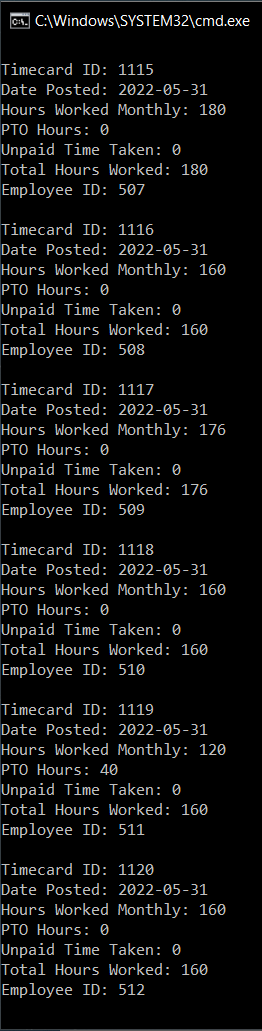 C:\Windows\SYSTEM32\cmd.exe
Timecard ID: 1115
Date Posted: 2022-05-31
Hours Worked Monthly: 180
PTO Hours: 0
Unpaid Time Taken: 0
Total Hours Worked: 180
Employee ID: 507
Timecard ID: 1116
Date Posted: 2022-05-31
Hours Worked Monthly: 160
PTO Hours: 0
Unpaid Time Taken: 0
Total Hours Worked: 160
Employee ID: 508
Timecard ID: 1117
Date Posted: 2022-05-31
Hours Worked Monthly: 176
PTO Hours: 0
Unpaid Time Taken: 0
Total Hours Worked: 176
Employee ID: 509
Timecard ID: 1118
Date Posted: 2022-05-31
Hours Worked Monthly: 160
PTO Hours: 0
Unpaid Time Taken: 0
Total Hours Worked: 160
Employee ID: 510
Timecard ID: 1119
Date Posted: 2022-05-31
Hours Worked Monthly: 120
PTO Hours: 40
Unpaid Time Taken: 0
Total Hours Worked: 160
Employee ID: 511
Timecard ID: 1120
Date Posted: 2022-05-31
Hours Worked Monthly: 160
PTO Hours: 0
Unpaid Time Taken: 0
Total Hours Worked: 160
Employee ID: 512